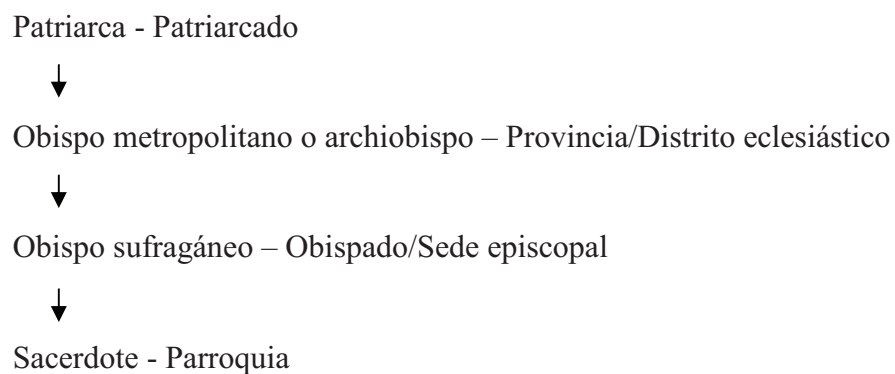 Patriarca - Patriarcado
Obispo metropolitano o archiobispo – Provincia/Distrito eclesiástico
Obispo sufragáneo – Obispado/Sede episcopal
Sacerdote - Parroquia